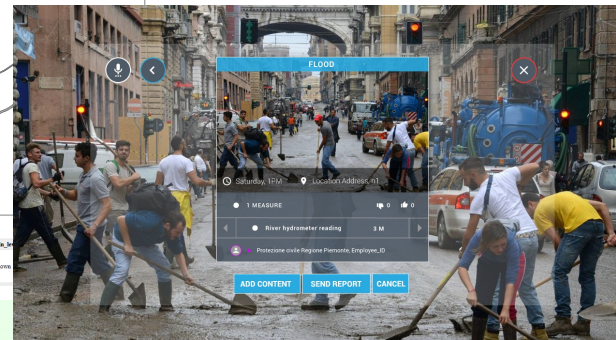 FLOOD
Saturday, 1PM Location Address, n1
1 MEASURE 0 0
River hydrometer reading 3 M
Protezione civile Regione Piemonte, Employee_ID
ADD CONTENT SEND REPORT CANCEL
own